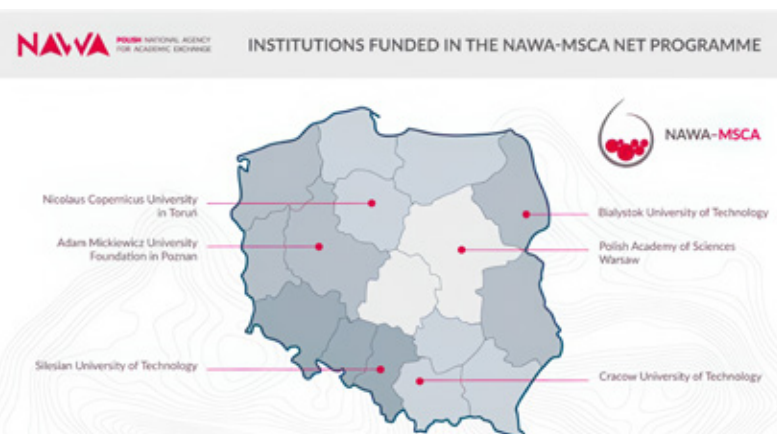 NAWA
POLISH NATIONAL AGENCY
FOR ACADEMIC EXCHANGE
INSTITUTIONS FUNDED IN THE NAWA-MSCA NET PROGRAMME
NAWA-MSCA
Nicolaus Copernicus University
in Toruń
Adam Mickiewicz University
Foundation in Poznan
Silesian University of Technology
Bialystok University of Technology
Polish Academy of Sciences
Warsaw
Cracow University of Technology